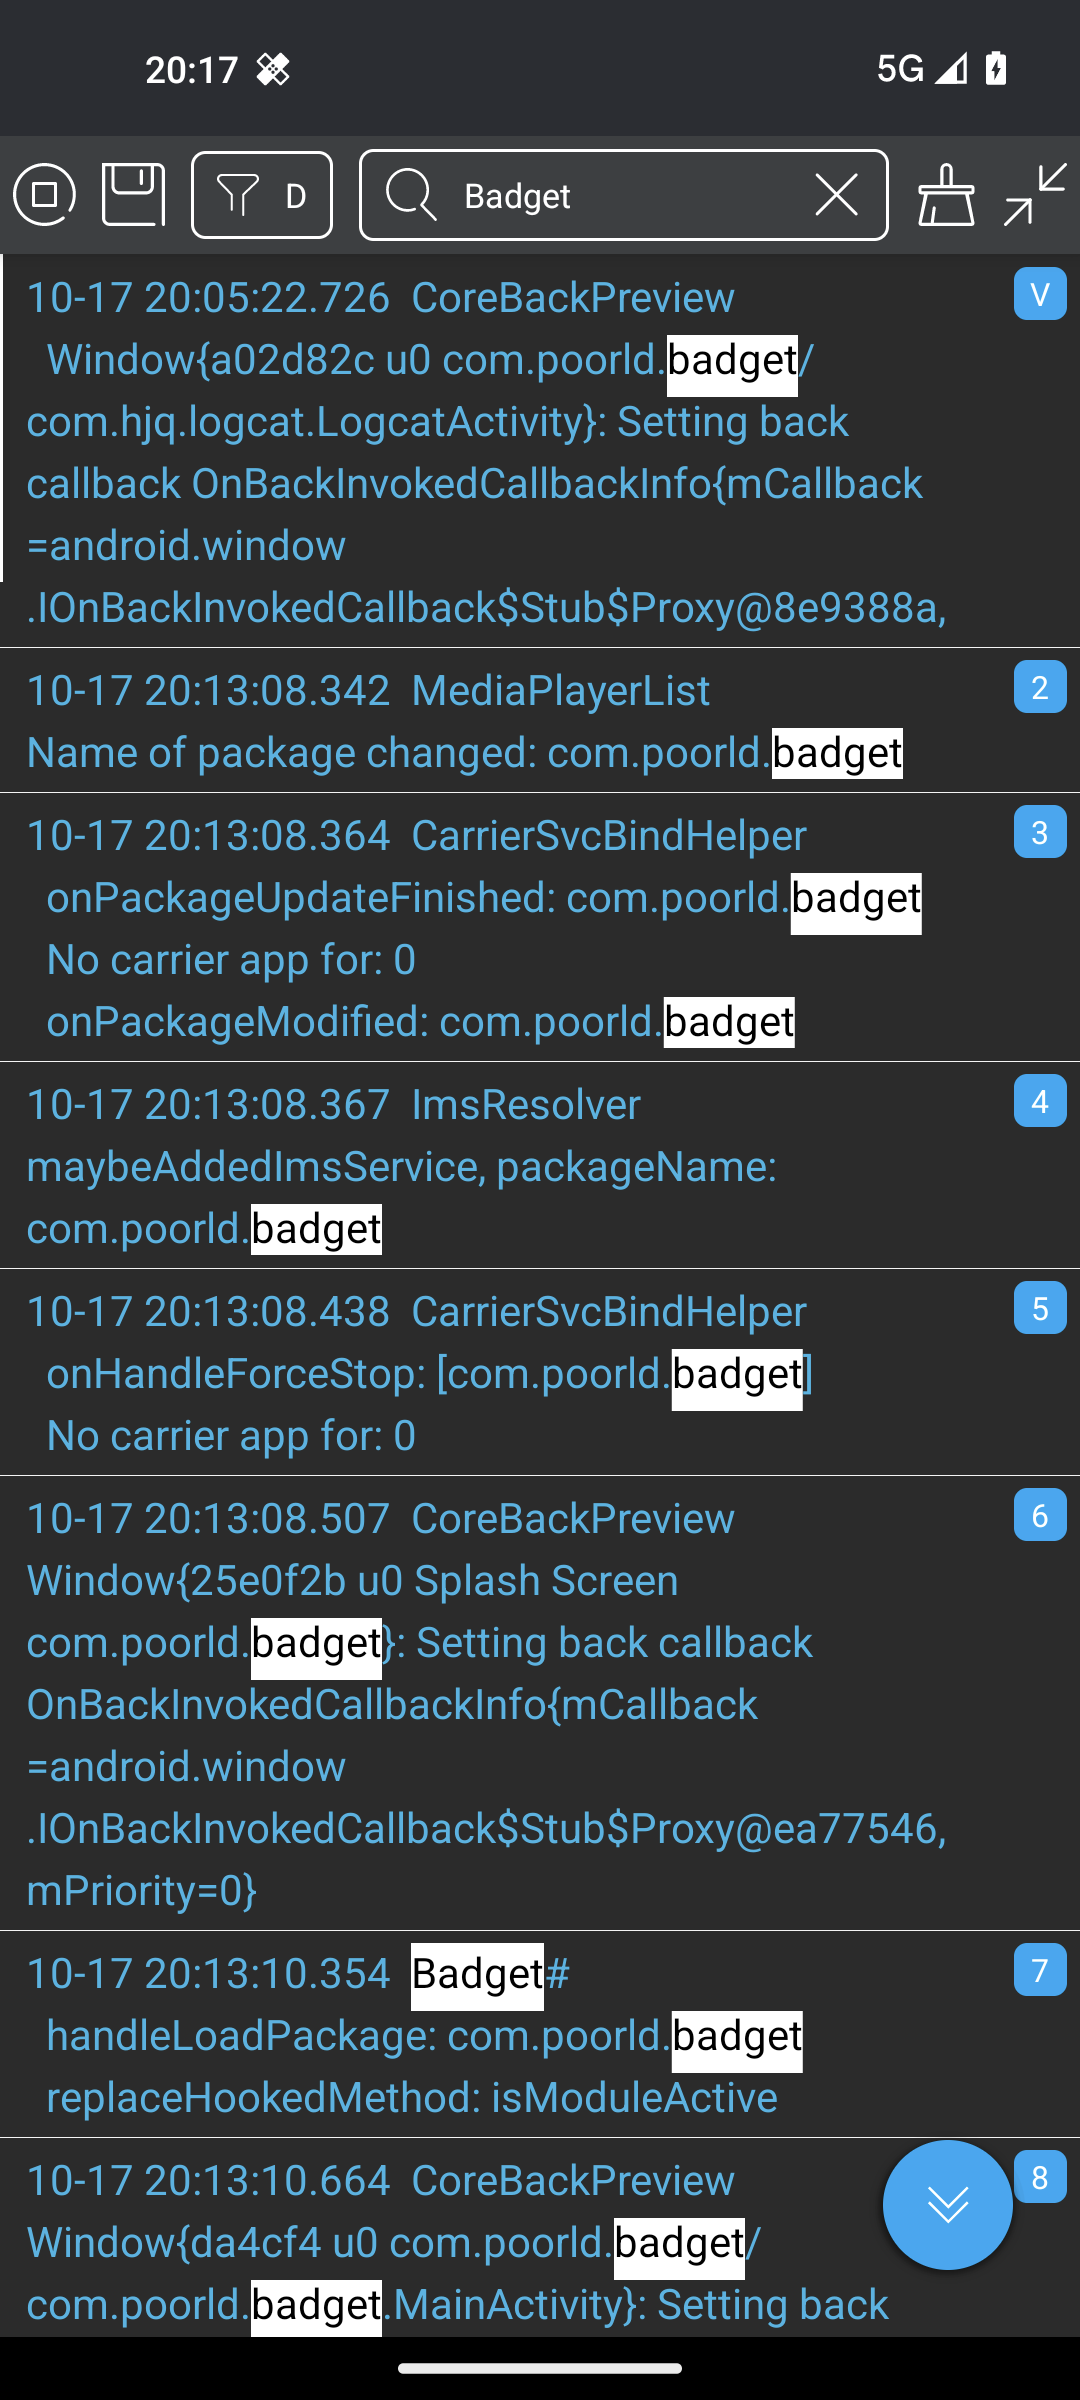 20:17 5G
D Badget
10-17 20:05:22.726 CoreBackPreview V
Window{a02d82c u0 com.poorld.badget/
com.hjq.logcat.LogcatActivity}: Setting back
callback OnBackInvokedCallbackInfo{mCallback
=android.window
.IOnBackInvokedCallback$Stub$Proxy@8e9388a,
10-17 20:13:08.342 MediaPlayerList 2
Name of package changed: com.poorld.badget
10-17 20:13:08.364 CarrierSvcBindHelper 3
onPackageUpdateFinished: com.poorld.badget
No carrier app for: 0
onPackageModified: com.poorld.badget
10-17 20:13:08.367 ImsResolver 4
maybeAddedImsService, packageName:
com.poorld.badget
10-17 20:13:08.438 CarrierSvcBindHelper 5
onHandleForceStop: [com.poorld.badget]
No carrier app for: 0
10-17 20:13:08.507 CoreBackPreview 6
Window{25e0f2b u0 Splash Screen
com.poorld.badget}: Setting back callback
OnBackInvokedCallbackInfo{mCallback
=android.window
.IOnBackInvokedCallback$Stub$Proxy@ea77546,
mPriority=0}
10-17 20:13:10.354 Badget# 7
handleLoadPackage: com.poorld.badget
replaceHookedMethod: isModuleActive
10-17 20:13:10.664 CoreBackPreview 8
Window{da4cf4 u0 com.poorld.badget/
com.poorld.badget.MainActivity}: Setting back